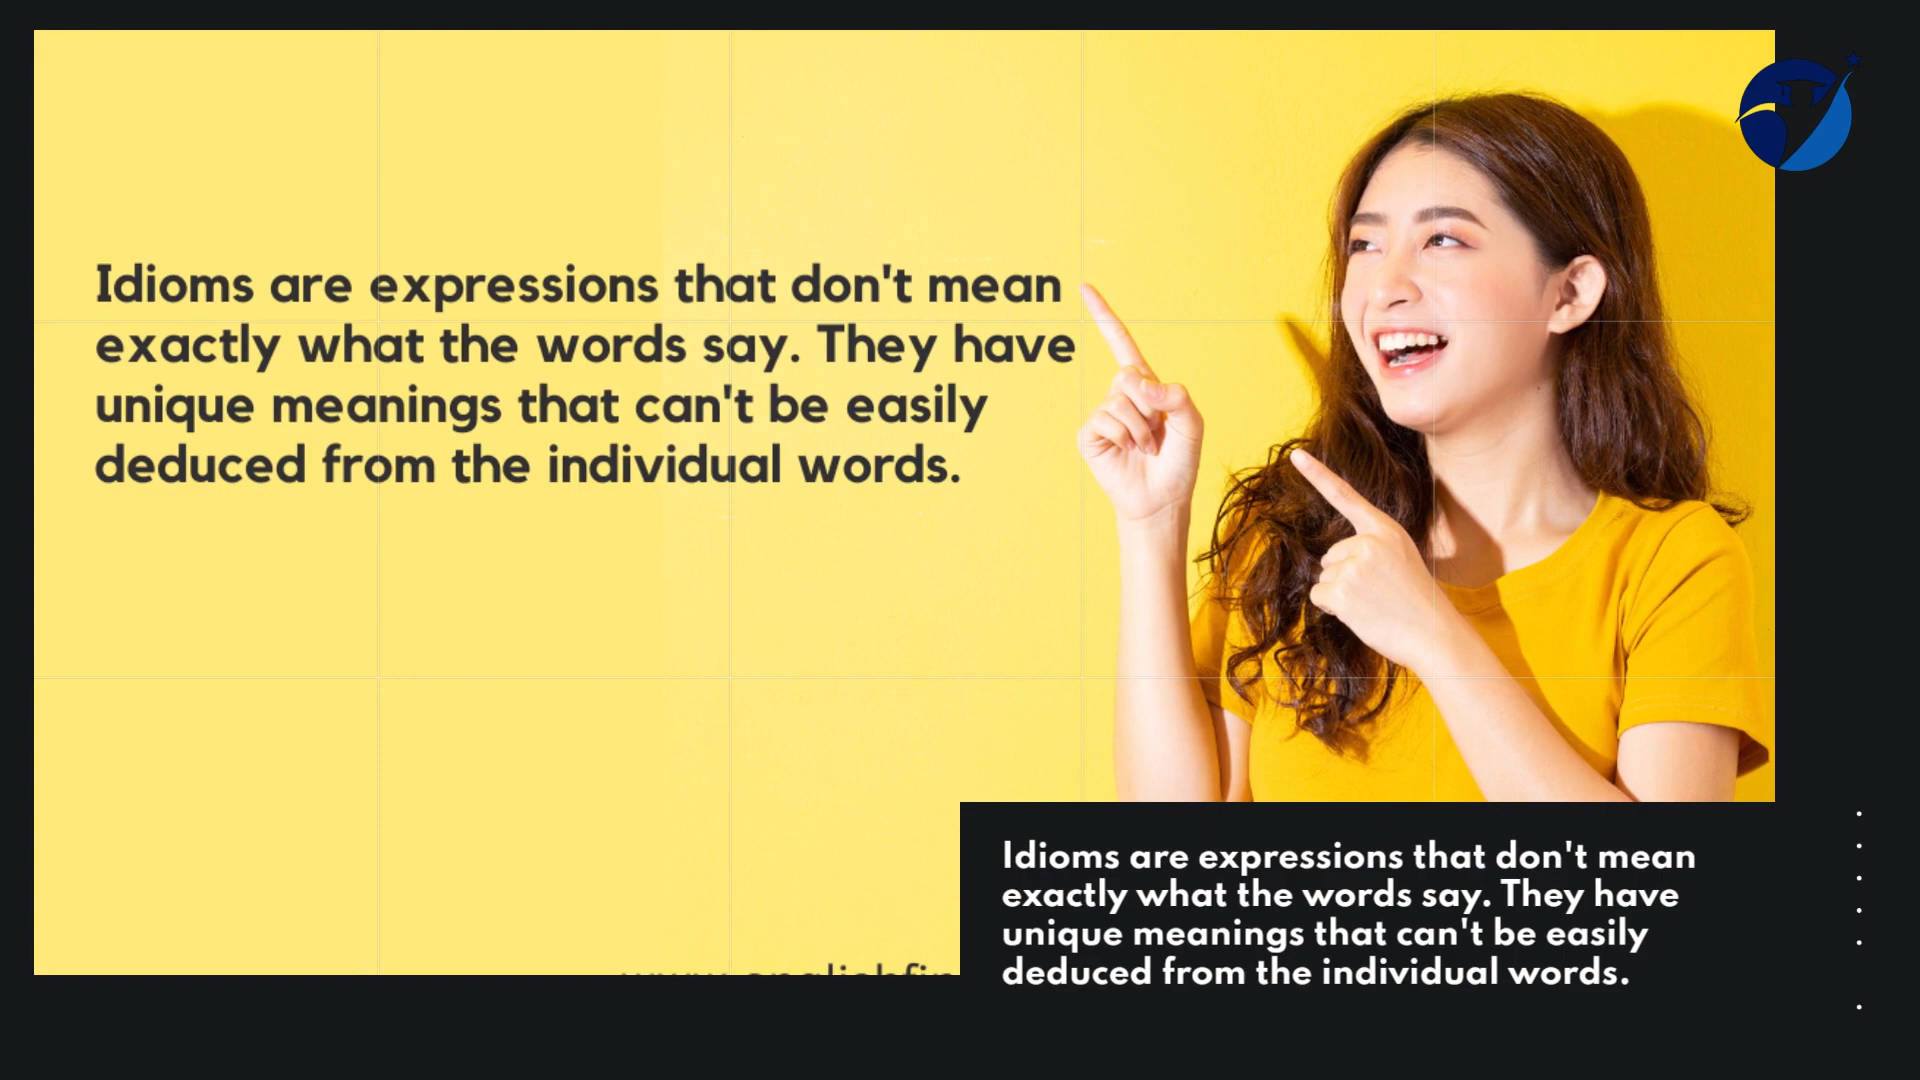 Idioms are expressions that don't mean
exactly what the words say. They have
unique meanings that can't be easily
deduced from the individual words.
Idioms are expressions that don't mean
exactly what the words say. They have
unique meanings that can't be easily
deduced from the individual words.